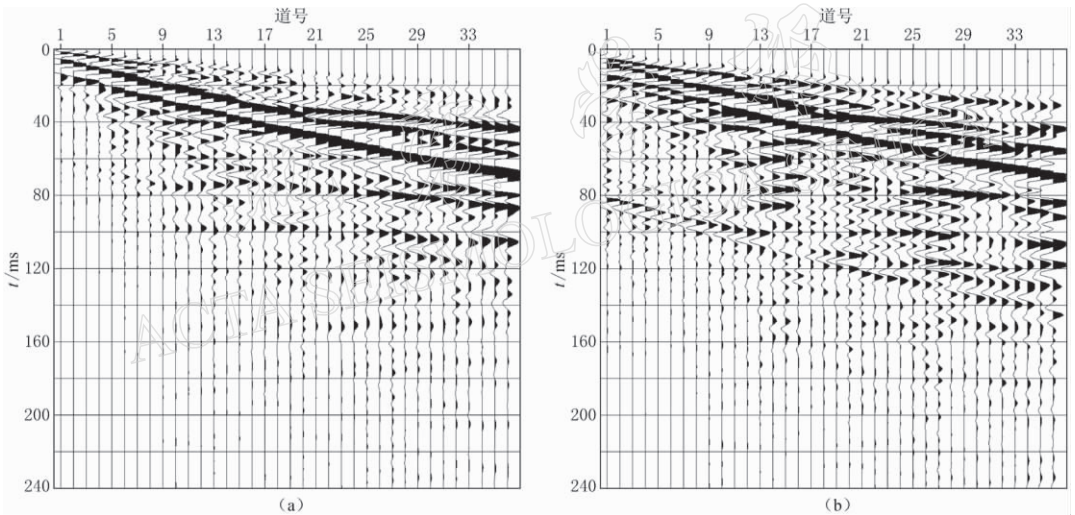 道号 道号
1 5 9 13 17 21 25 29 33 1 5 9 13 17 21 25 29 33
0 0
40 40
80 80
120 120
t/ms t/ms
160 160
200 200
240 240
(a) (b)
ACTA SEISMOLO